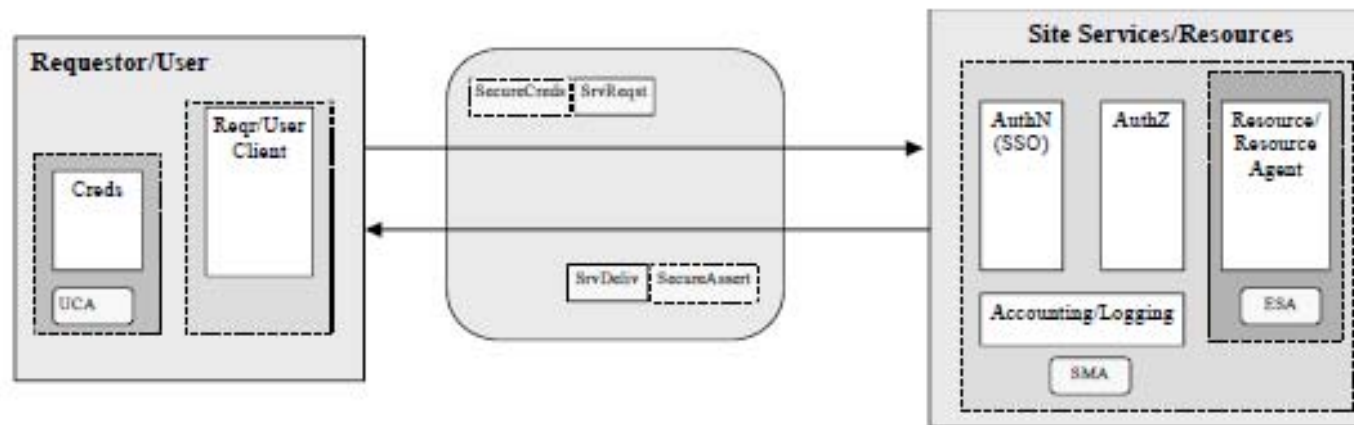 Requestor/User
Reqr/User
Client
Creds
UCA
SecureCreds
SrvReqst
SrvDeliv
SecureAssert
Site Services/Resources
AuthN
(SSO)
AuthZ
Resource/
Resource
Agent
Accounting/Logging
ESA
SMA